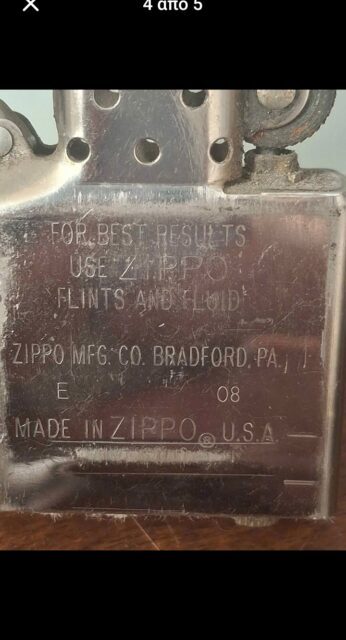 4 από 5
FOR BEST RESULTS
USE ZIPPO
FLINTS AND FLUID
ZIPPO MFG. CO. BRADFORD, PA.
E 08
MADE IN ZIPPO ® U.S.A.